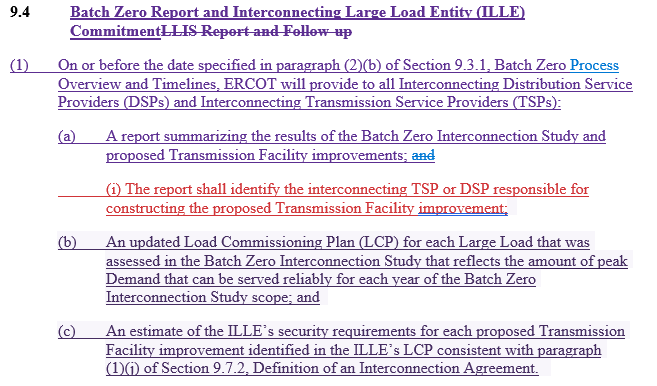 9.4 Batch Zero Report and Interconnecting Large Load Entity (ILLE)
CommitmentLLIS Report and Follow-up
(1) On or before the date specified in paragraph (2)(b) of Section 9.3.1, Batch Zero Process
Overview and Timelines, ERCOT will provide to all Interconnecting Distribution Service
Providers (DSPs) and Interconnecting Transmission Service Providers (TSPs):
(a) A report summarizing the results of the Batch Zero Interconnection Study and
proposed Transmission Facility improvements; and
(i) The report shall identify the interconnecting TSP or DSP responsible for
constructing the proposed Transmission Facility improvement;
(b) An updated Load Commissioning Plan (LCP) for each Large Load that was
assessed in the Batch Zero Interconnection Study that reflects the amount of peak
Demand that can be served reliably for each year of the Batch Zero
Interconnection Study scope; and
(c) An estimate of the ILLE's security requirements for each proposed Transmission
Facility improvement identified in the ILLE's LCP consistent with paragraph
(1)(j) of Section 9.7.2, Definition of an Interconnection Agreement.